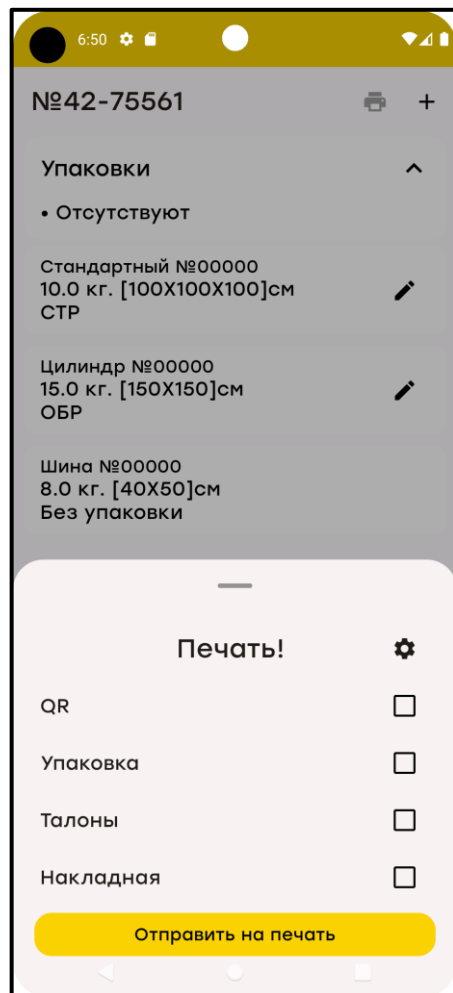 6:50
№42-75561
Упаковки
• Отсутствуют
Стандартный №00000
10.0 кг. [100X100X100]см
СТР
Цилиндр №00000
15.0 кг. [150X150]см
ОБР
Шина №00000
8.0 кг. [40X50]см
Без упаковки
Печать!
QR
Упаковка
Талоны
Накладная
Отправить на печать